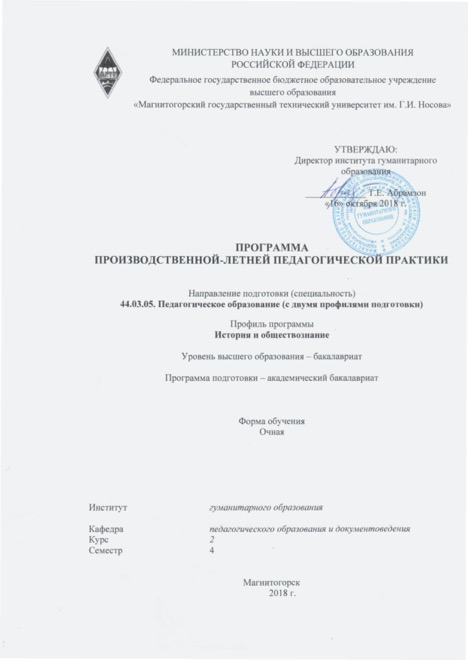 МИНИСТЕРСТВО НАУКИ И ВЫСШЕГО ОБРАЗОВАНИЯ
РОССИЙСКОЙ ФЕДЕРАЦИИ
Федеральное государственное бюджетное образовательное учреждение
высшего образования
«Магнитогорский государственный технический университет им. Г.И. Носова»
УТВЕРЖДАЮ:
Директор института гуманитарного
образования
Т.Е. Абрамзон
«16» октября 2018 г.
ГУМАНИТАРНОГО
ОБРАЗОВАНИЯ
ПРОГРАММА
ПРОИЗВОДСТВЕННОЙ-ЛЕТНЕЙ ПЕДАГОГИЧЕСКОЙ ПРАКТИКИ
Направление подготовки (специальность)
44.03.05. Педагогическое образование (с двумя профилями подготовки)
Профиль программы
История и обществознание
Уровень высшего образования – бакалавриат
Программа подготовки – академический бакалавриат
Форма обучения
Очная
Институт гуманитарного образования
Кафедра педагогического образования и документоведения
Курс 2
Семестр 4
Магнитогорск
2018 г.